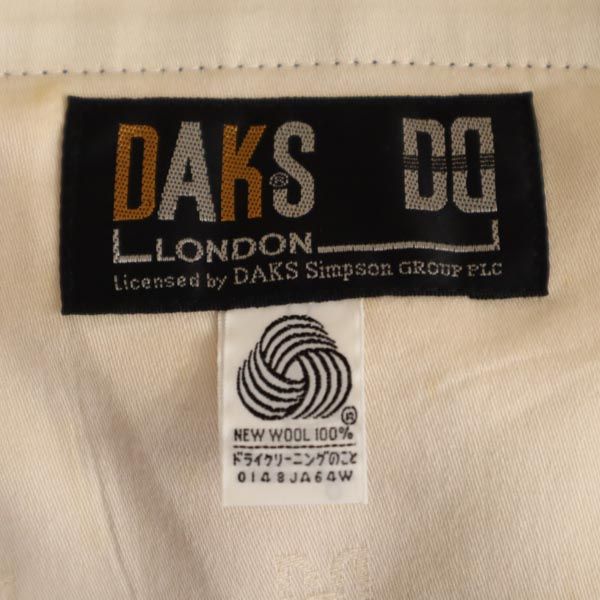 DAKS® DD
LONDON
Licensed by DAKS Simpson GROUP PLC
®
NEW WOOL 100%
ドライクリーニングのこと
0148JA64W